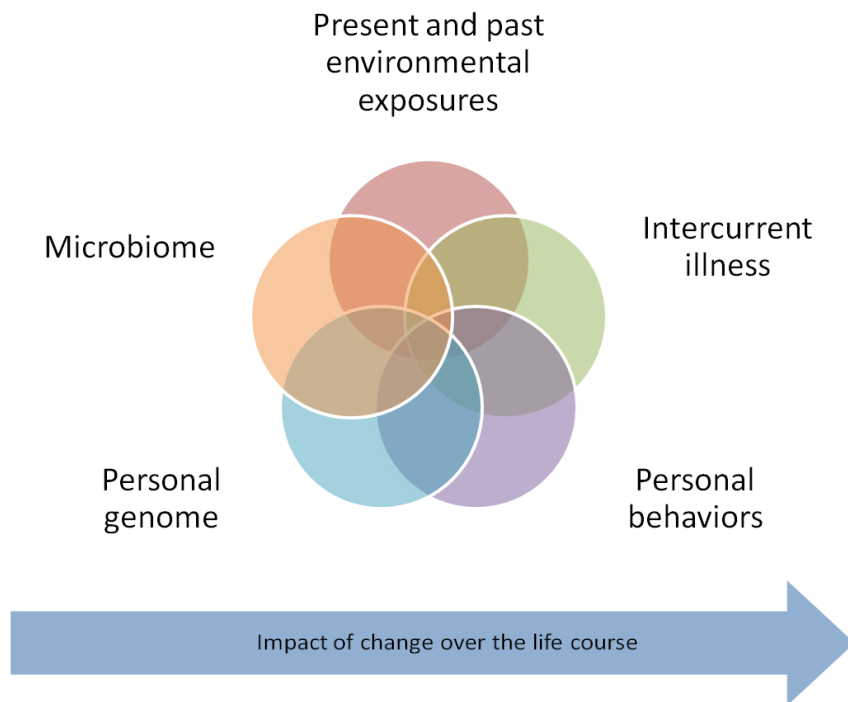 Present and past
environmental
exposures
Microbiome
Intercurrent
illness
Personal
genome
Personal
behaviors
Impact of change over the life course